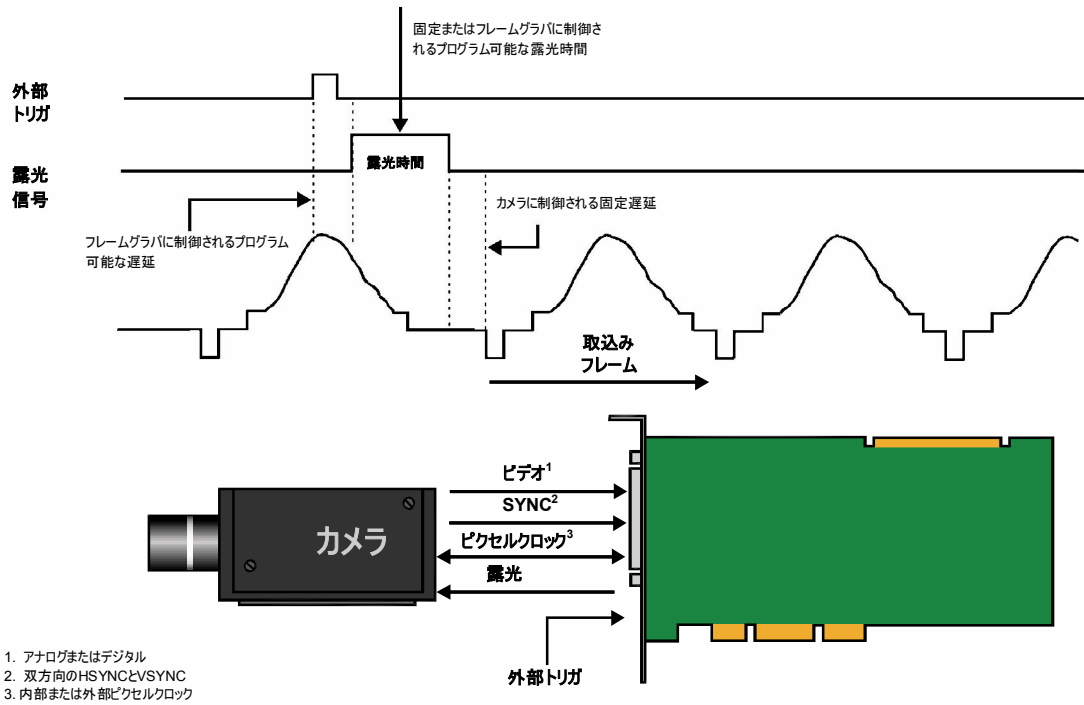 固定またはフレームグラバに制御さ
れるプログラム可能な露光時間
外部
トリガ
露光時間
露光
信号
カメラに制御される固定遅延
フレームグラバに制御されるプログラム
可能な遅延
取込み
フレーム
ビデオ1
SYNC2
カメラ
ピクセルクロック3
露光
外部トリガ
1. アナログまたはデジタル
2. 双方向のHSYNCとVSYNC
3. 内部または外部ピクセルクロック